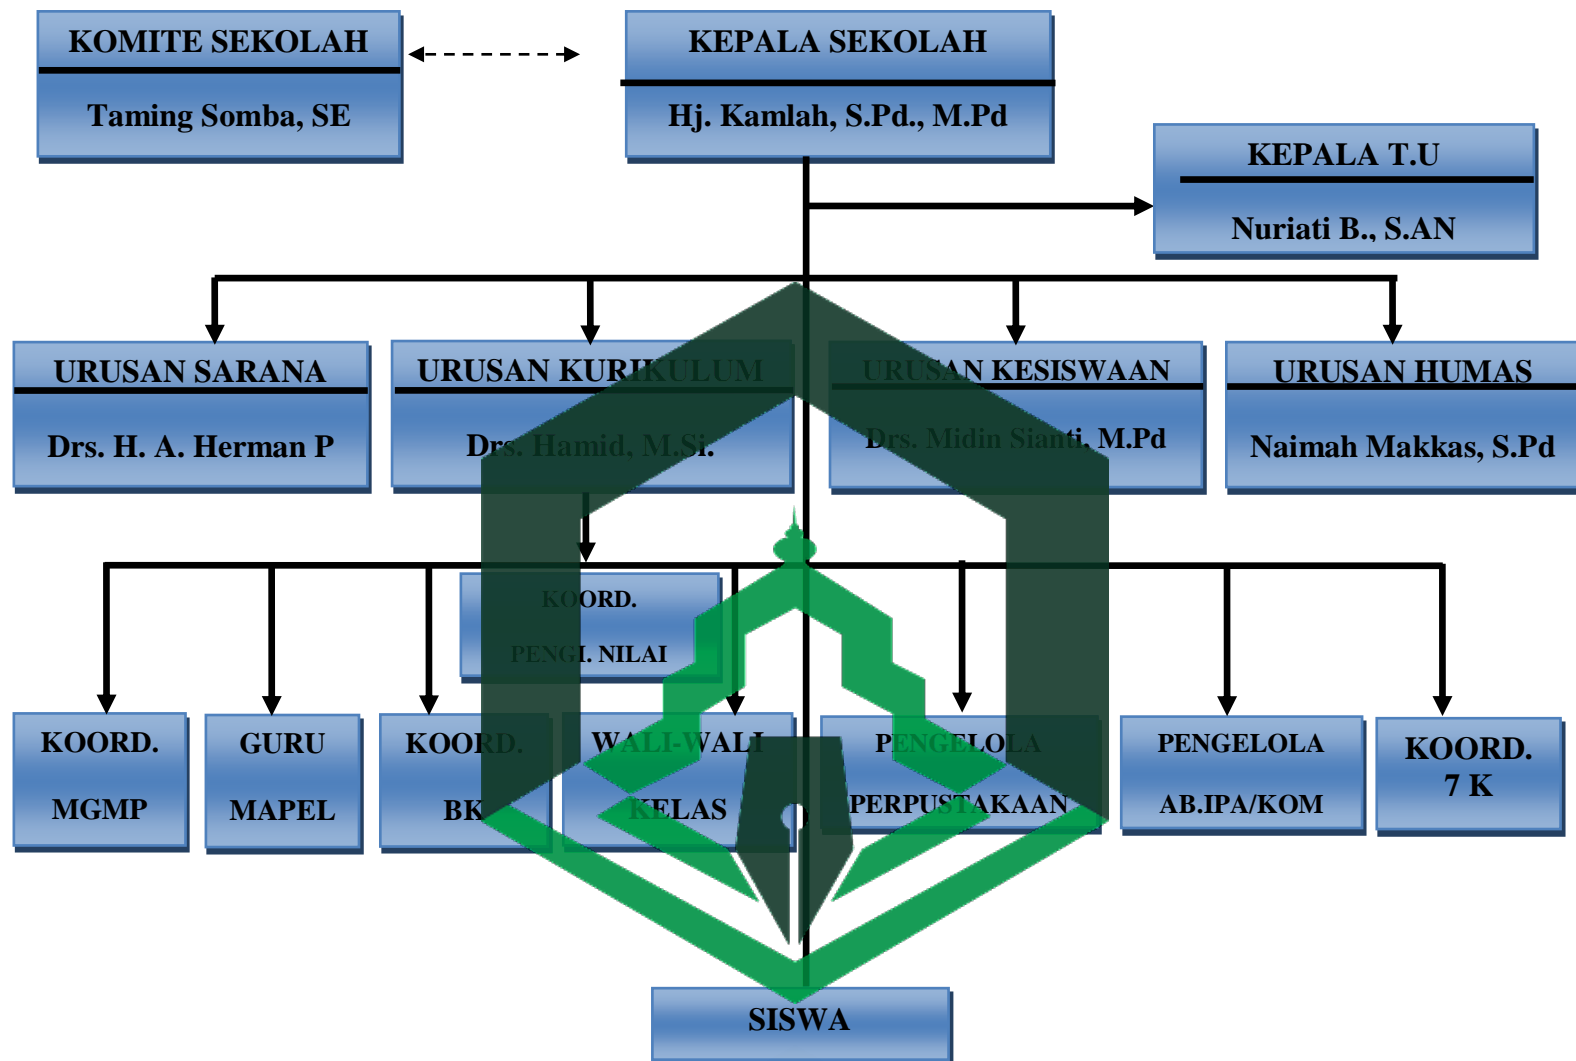 KOMITE SEKOLAH
Taming Somba, SE
KEPALA SEKOLAH
Hj. Kamlah, S.Pd., M.Pd
KEPALA T.U
Nuriati B., S.AN
URUSAN SARANA
Drs. H. A. Herman P
URUSAN KURIKULUM
Drs. Hamid, M.Si.
URUSAN KESISWAAN
Drs. Midin Sianti, M.Pd
URUSAN HUMAS
Naimah Makkas, S.Pd
KOORD.
PENGI. NILAI
KOORD.
MGMP
GURU
MAPEL
KOORD.
BK
WALI-WALI
KELAS
PENGELOLA
PERPUSTAKAAN
PENGELOLA
AB.IPA/KOM
KOORD.
7 K
SISWA